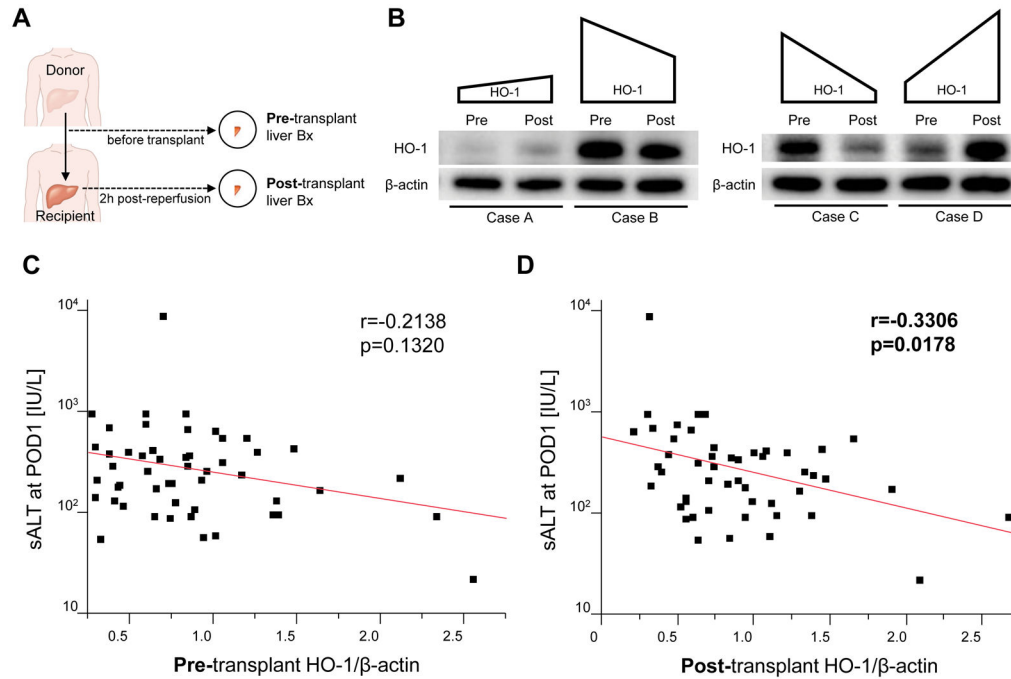 A
Donor
before transplant
Pre-transplant
liver Bx
2h post-reperfusion
Post-transplant
liver Bx
Recipient
B
HO-1 HO-1 HO-1 HO-1
Pre Post Pre Post Pre Post Pre Post
HO-1
β-actin
Case A Case B
HO-1
β-actin
Case C Case D
C
r=-0.2138
p=0.1320
sALT at POD1 [IU/L]
10⁴
10³
10²
10
0.5 1.0 1.5 2.0 2.5
Pre-transplant HO-1/β-actin
D
r=-0.3306
p=0.0178
sALT at POD1 [IU/L]
10⁴
10³
10²
10
0 0.5 1.0 1.5 2.0 2.5
Post-transplant HO-1/β-actin